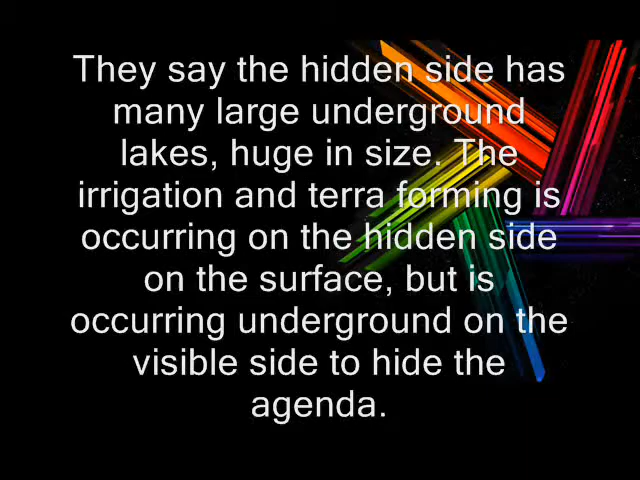 They say the hidden side has
many large underground
lakes, huge in size. The
irrigation and terra forming is
occurring on the hidden side
on the surface, but is
occurring underground on the
visible side to hide the
agenda.